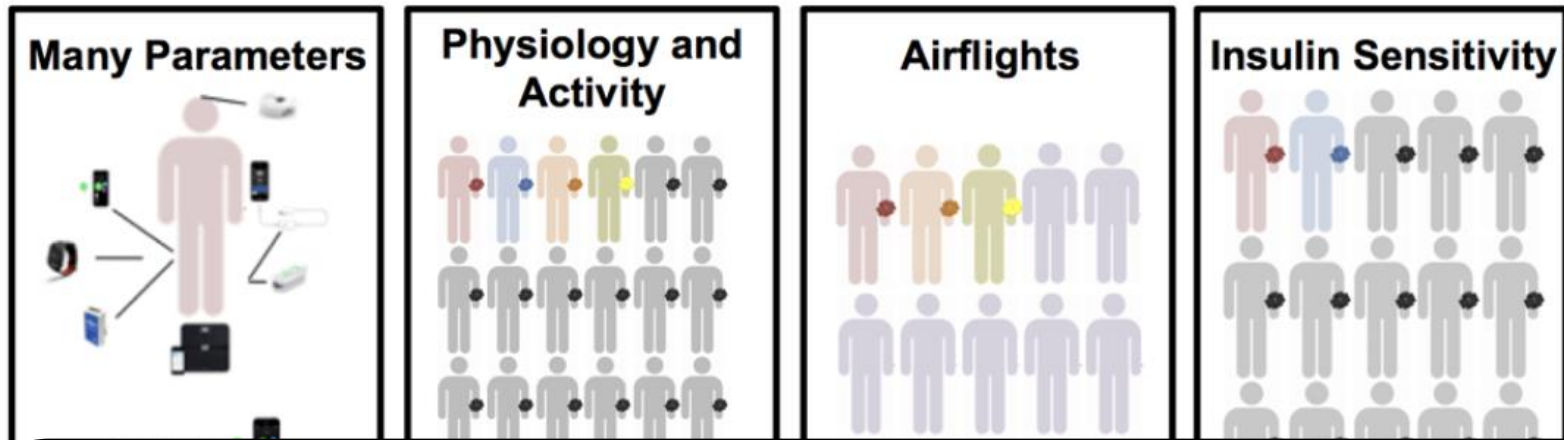 Many Parameters
Physiology and
Activity
Airflights
Insulin Sensitivity